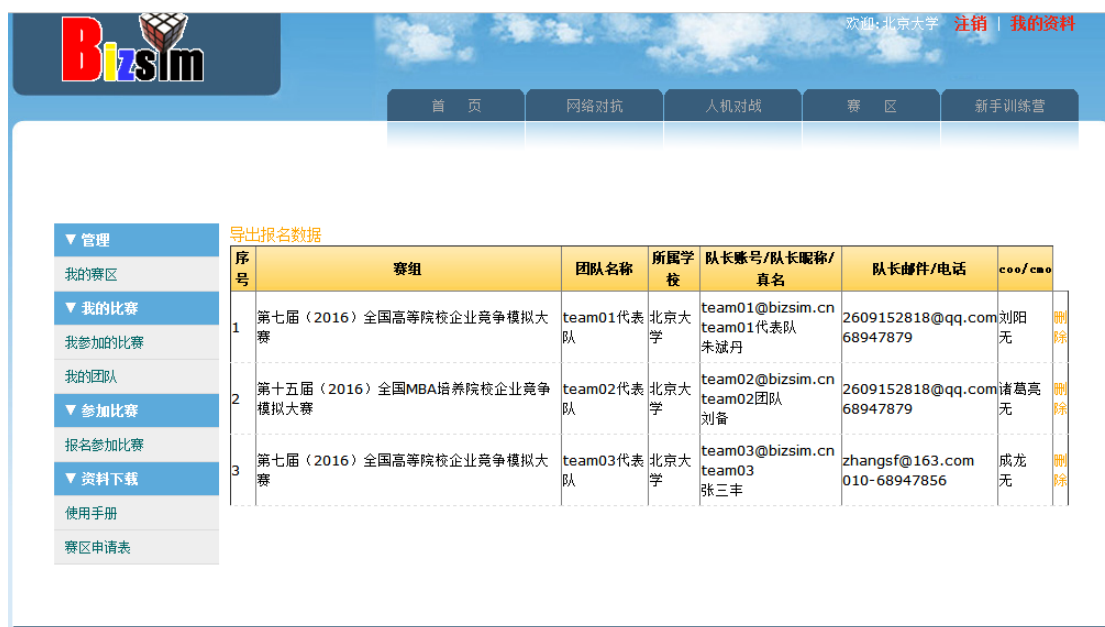 Bizsim
欢迎:北京大学 注销 | 我的资料
首 页 网络对抗 人机对战 赛 区 新手训练营
▼ 管理
我的赛区
▼ 我的比赛
我参加的比赛
我的团队
▼ 参加比赛
报名参加比赛
▼ 资料下载
使用手册
赛区申请表
导出报名数据
序号 赛组 团队名称 所属学校 队长账号/队长昵称/真名 队长邮件/电话 coo/cmo
1 第七届（2016）全国高等院校企业竞争模拟大赛 team01代表队 北京大学 team01@bizsim.cn team01代表队 朱斌丹 2609152818@qq.com 68947879 刘阳 无 删除
2 第十五届（2016）全国MBA培养院校企业竞争模拟大赛 team02代表队 北京大学 team02@bizsim.cn team02团队 刘备 2609152818@qq.com 68947879 诸葛亮 无 删除
3 第七届（2016）全国高等院校企业竞争模拟大赛 team03代表队 北京大学 team03@bizsim.cn team03 张三丰 zhangsf@163.com 010-68947856 成龙 无 删除